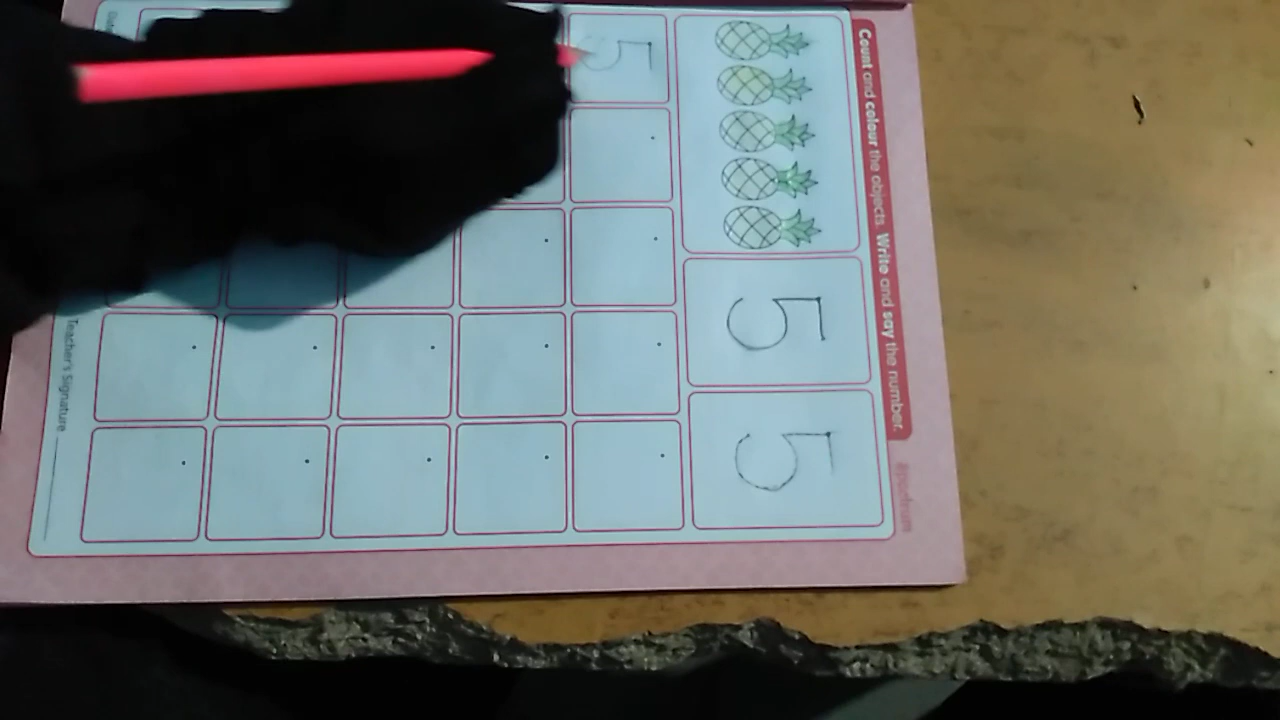 Count and colour the objects. Write and say the number.
5 5
5
Teacher's Signature